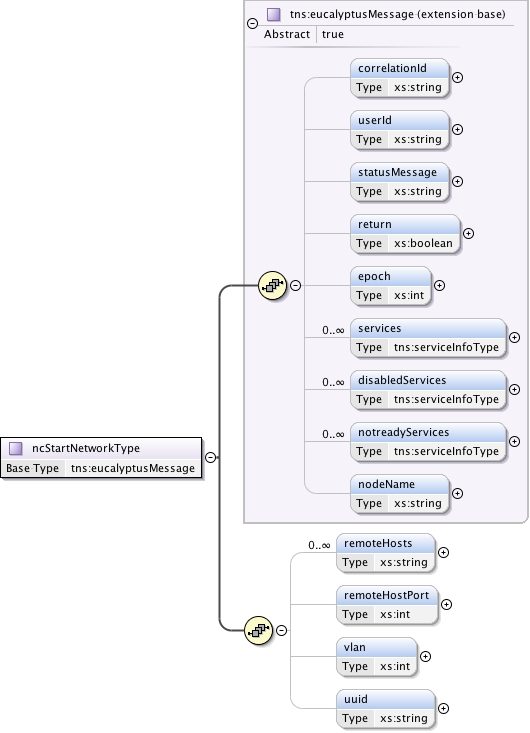 tns:eucalyptusMessage (extension base)
Abstract true
correlationId
Type xs:string
userId
Type xs:string
statusMessage
Type xs:string
return
Type xs:boolean
epoch
Type xs:int
0..∞ services
Type tns:serviceInfoType
0..∞ disabledServices
Type tns:serviceInfoType
0..∞ notreadyServices
Type tns:serviceInfoType
nodeName
Type xs:string
ncStartNetworkType
Base Type tns:eucalyptusMessage
0..∞ remoteHosts
Type xs:string
remoteHostPort
Type xs:int
vlan
Type xs:int
uuid
Type xs:string